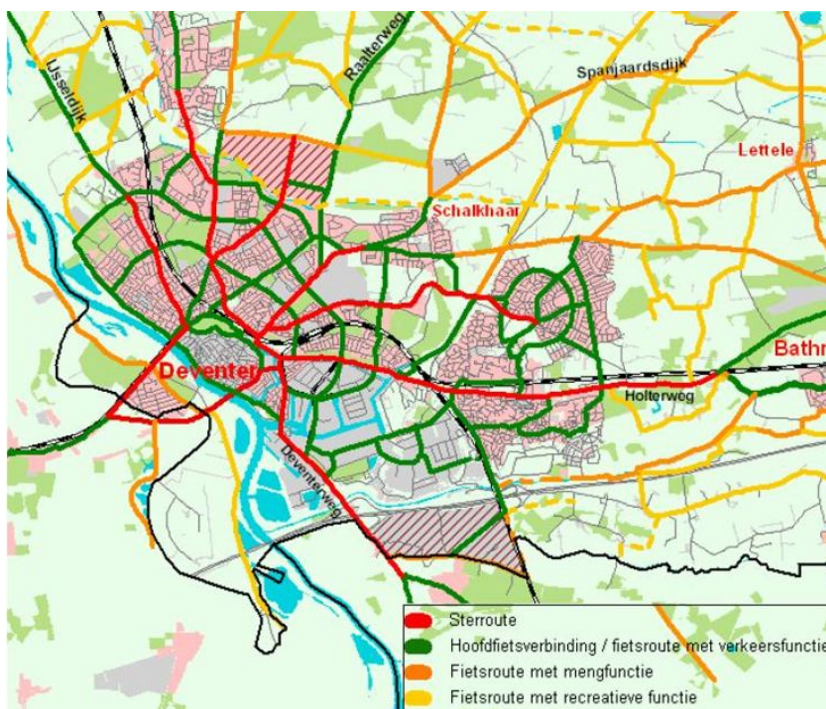 IJsseldijk
Raalterweg
Spanjaardsdijk
Lettele
Schalkhaar
Deventer
Bathm
Holterweg
Deventerweg
Sterroute
Hoofdfietsverbinding / fietsroute met verkeersfunctie
Fietsroute met mengfunctie
Fietsroute met recreatieve functie